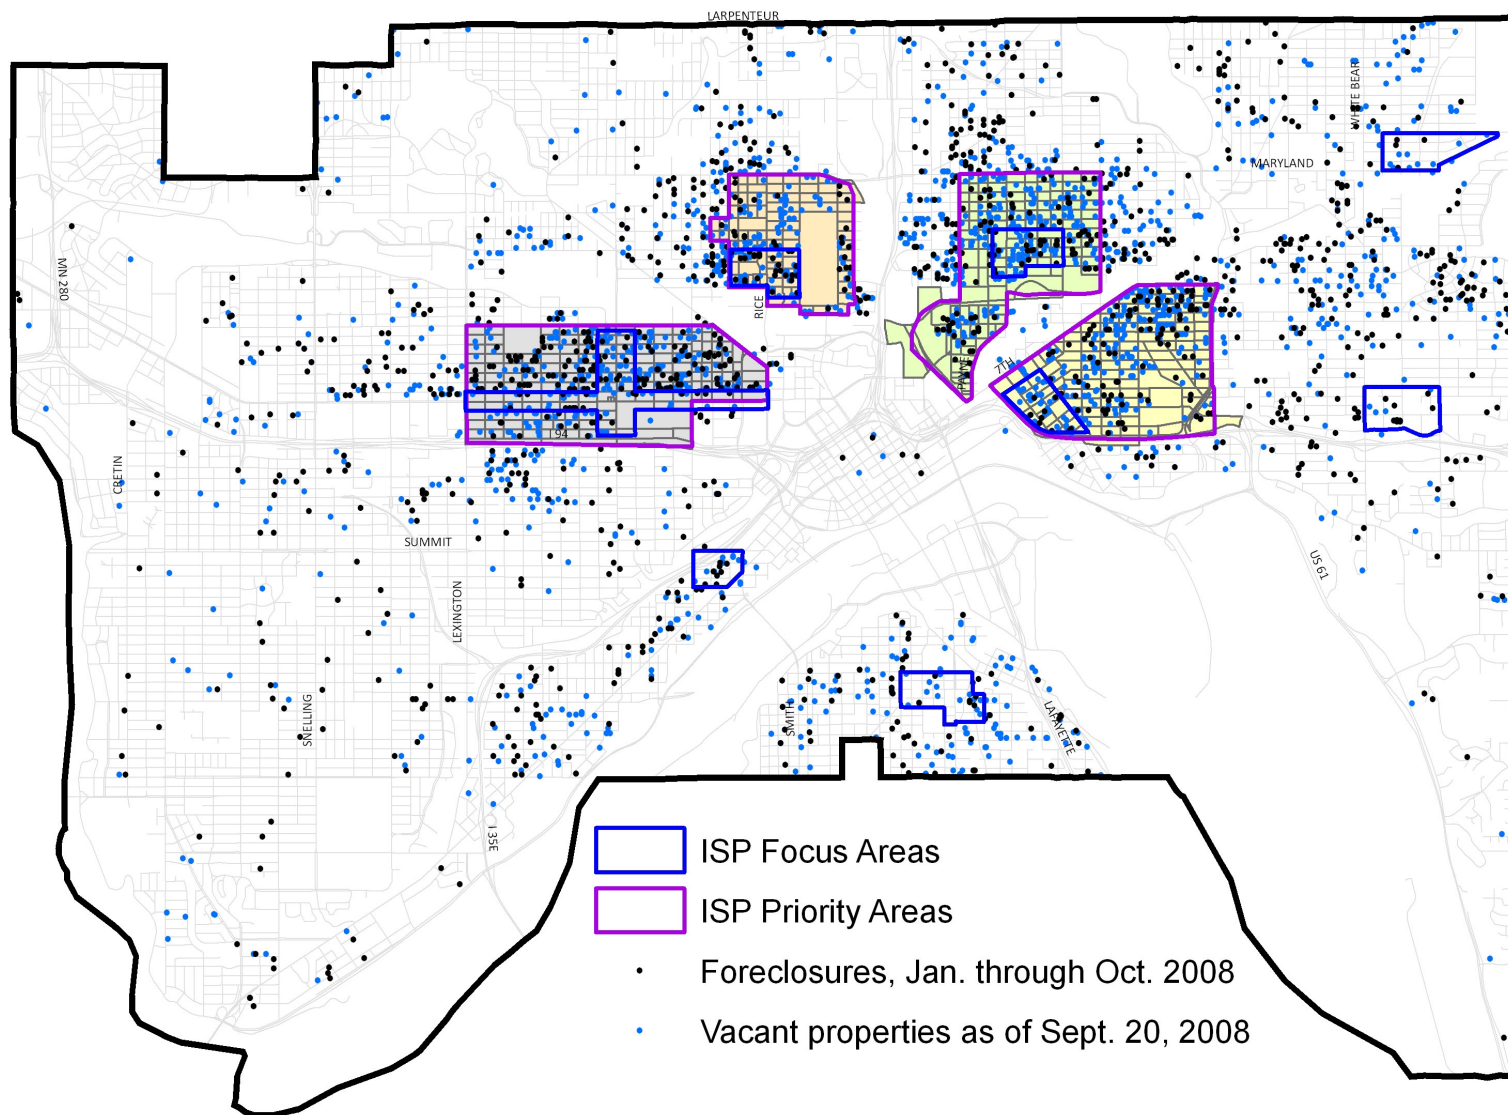 LARPENTEUR
WHITE BEAR
MARYLAND
MN 280
RICE
PAYNE
7TH
I 94
CRETIN
SUMMIT
LEXINGTON
US 61
SNELLING
SMITH
LAFAYETTE
I 35E
ISP Focus Areas
ISP Priority Areas
Foreclosures, Jan. through Oct. 2008
Vacant properties as of Sept. 20, 2008